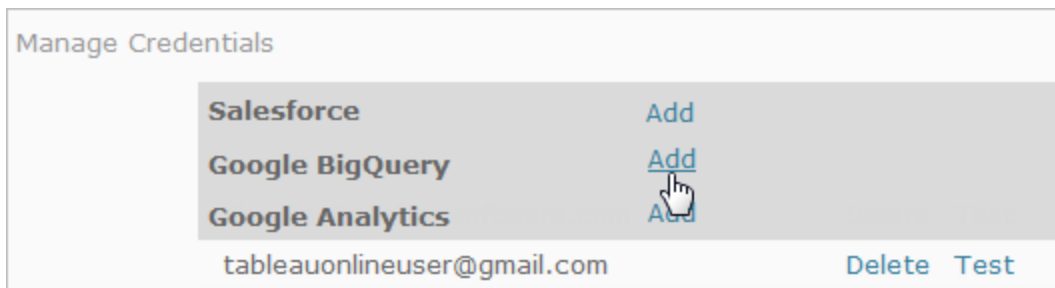 Manage Credentials
Salesforce Add
Google BigQuery Add
Google Analytics Add
tableauonlineuser@gmail.com Delete Test